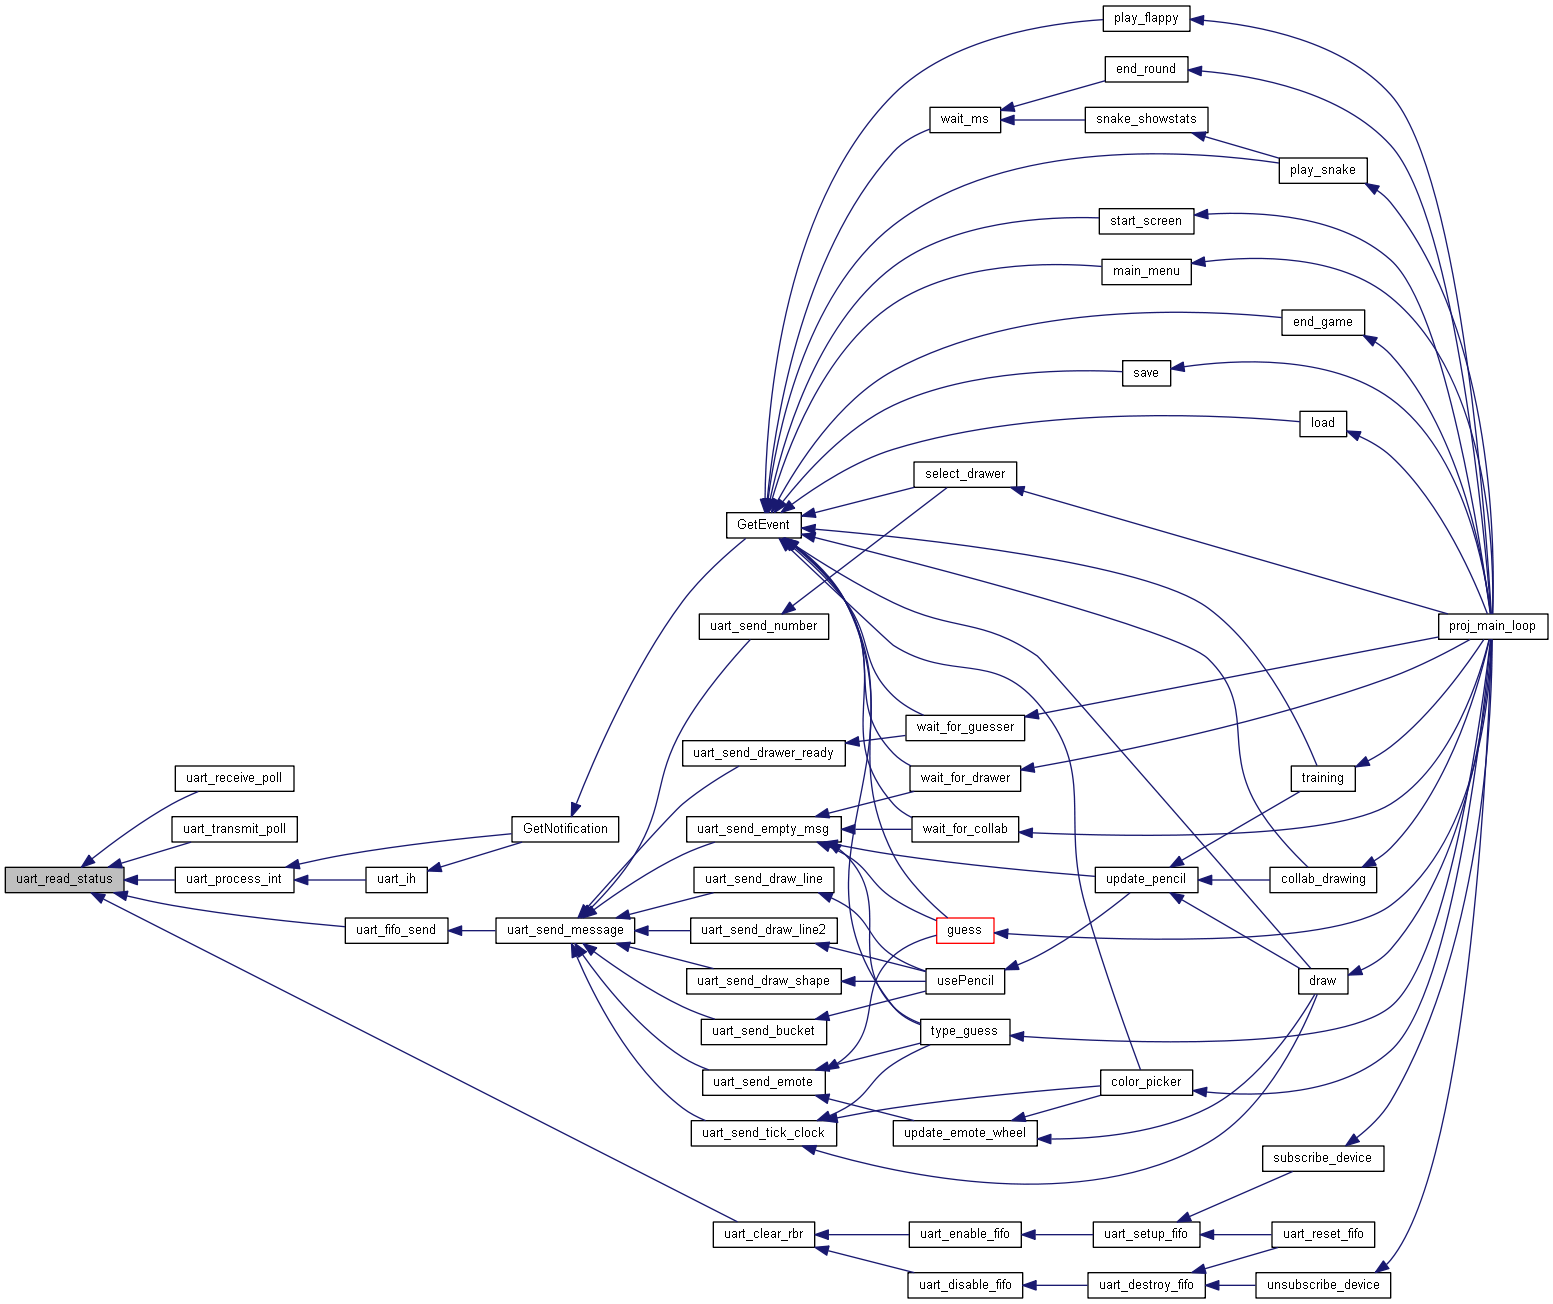 play_flappy
end_round
wait_ms
snake_showstats
play_snake
start_screen
main_menu
end_game
save
load
select_drawer
GetEvent
uart_send_number
proj_main_loop
wait_for_guesser
uart_send_drawer_ready
uart_receive_poll
wait_for_drawer
training
uart_transmit_poll
GetNotification
uart_send_empty_msg
wait_for_collab
uart_read_status
uart_process_int
uart_ih
uart_send_draw_line
update_pencil
collab_drawing
uart_fifo_send
uart_send_message
uart_send_draw_line2
guess
uart_send_draw_shape
usePencil
draw
uart_send_bucket
type_guess
uart_send_emote
color_picker
uart_send_tick_clock
update_emote_wheel
subscribe_device
uart_clear_rbr
uart_enable_fifo
uart_setup_fifo
uart_reset_fifo
uart_disable_fifo
uart_destroy_fifo
unsubscribe_device